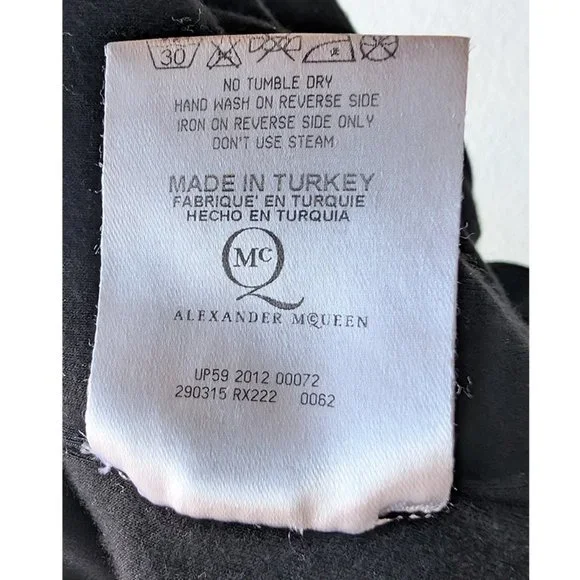 30
NO TUMBLE DRY
HAND WASH ON REVERSE SIDE
IRON ON REVERSE SIDE ONLY
DON'T USE STEAM
MADE IN TURKEY
FABRIQUE' EN TURQUIE
HECHO EN TURQUIA
McQ
ALEXANDER McQUEEN
UP59 2012 00072
290315 RX222 0062